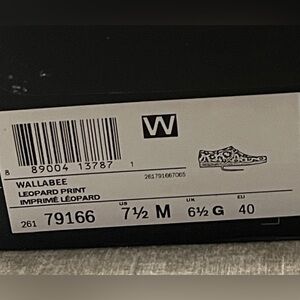 W
8 89004 13787 1
261791667065
WALLABEE
LEOPARD PRINT
IMPRIMÉ LÉOPARD
US UK EU
261 79166 7½ M 6½ G 40